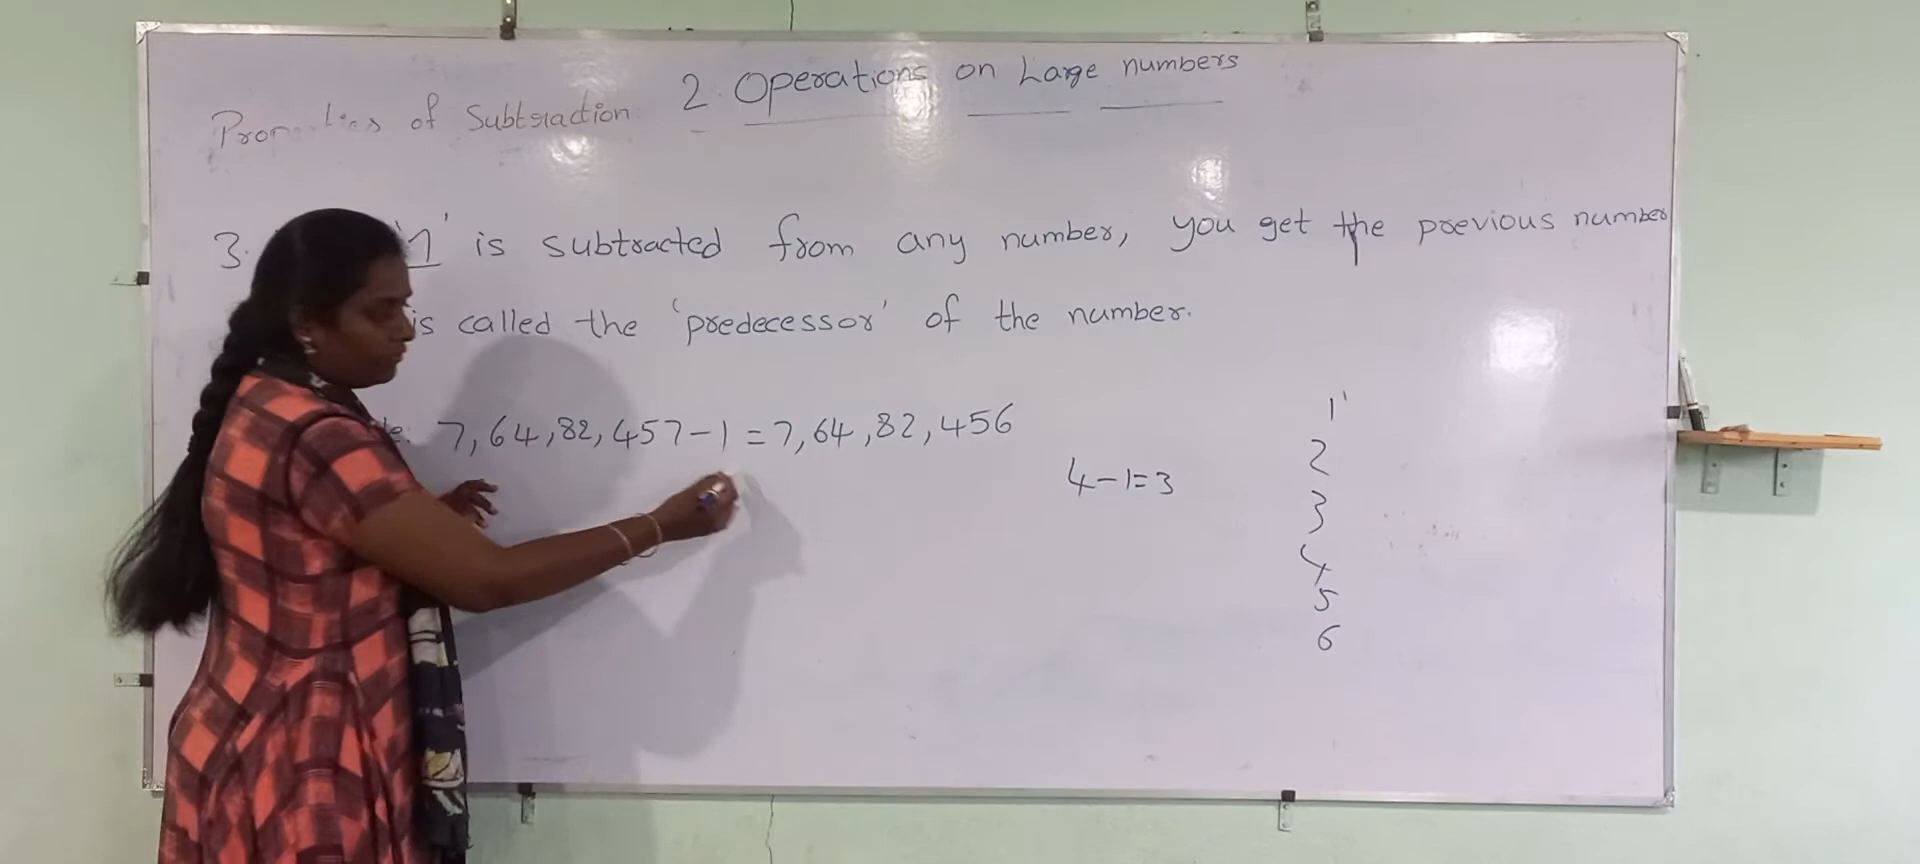 2. Operations on Large numbers
Properties of Subtraction
3. '1' is subtracted from any number, you get the previous number
is called the 'predecessor' of the number.
7,64,82,457-1=7,64,82,456
4-1=3
1
2
3
4
5
6